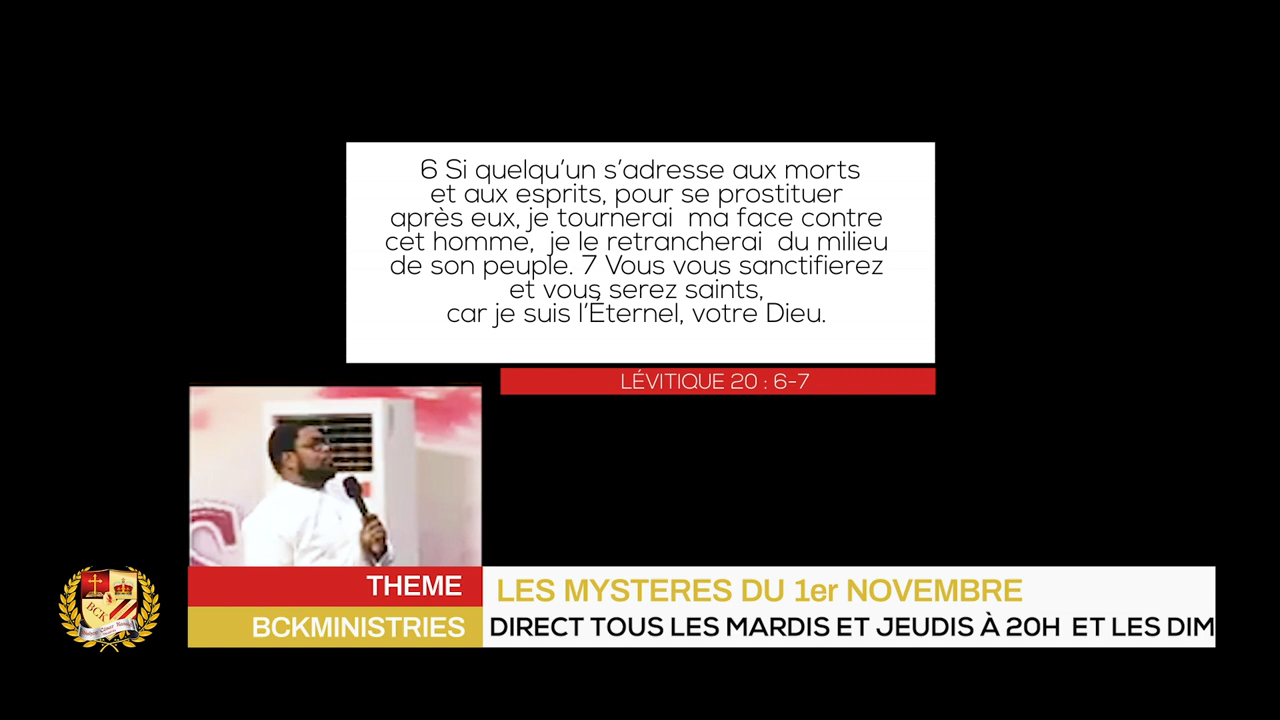 6 Si quelqu’un s’adresse aux morts
et aux esprits, pour se prostituer
après eux, je tournerai ma face contre
cet homme, je le retrancherai du milieu
de son peuple. 7 Vous vous sanctifierez
et vous serez saints,
car je suis l’Éternel, votre Dieu.
LÉVITIQUE 20 : 6-7
THEME
LES MYSTERES DU 1er NOVEMBRE
BCKMINISTRIES
DIRECT TOUS LES MARDIS ET JEUDIS À 20H ET LES DIM
BCK